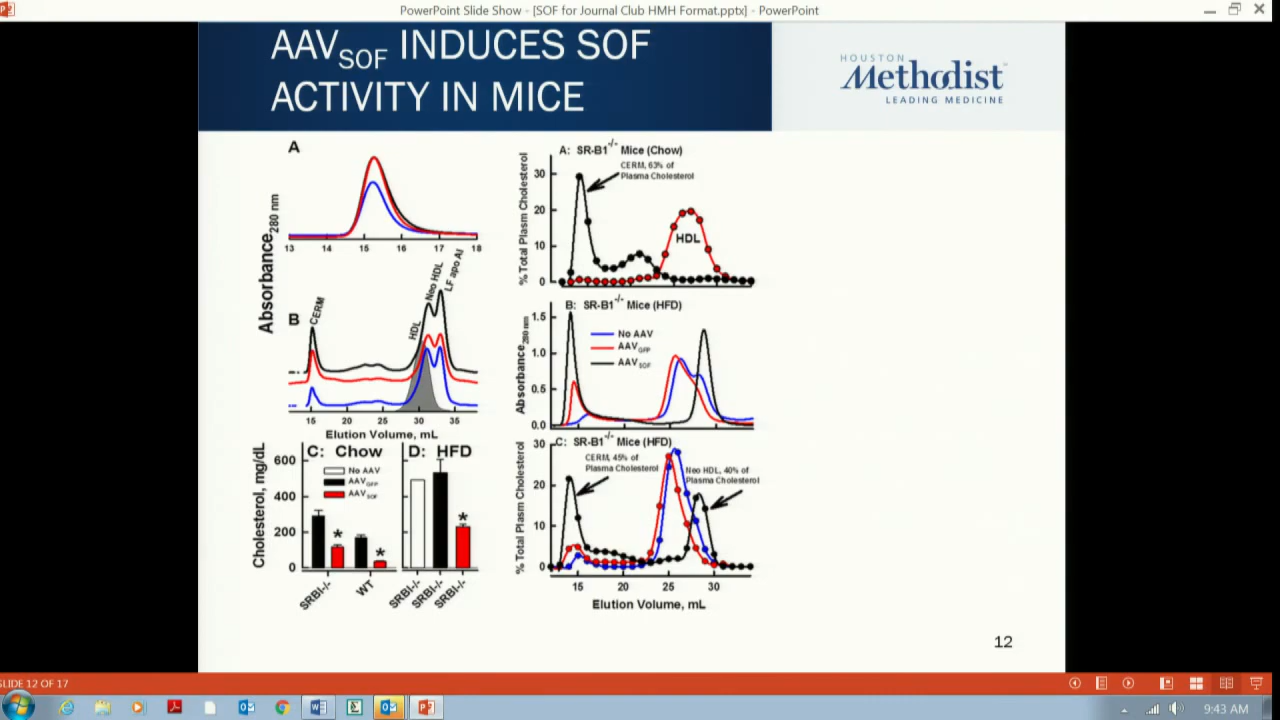 PowerPoint Slide Show - [SOF for Journal Club HMH Format.pptx] - PowerPoint
AAVSOF INDUCES SOF
ACTIVITY IN MICE
HOUSTON
Methodist
LEADING MEDICINE
A
Absorbance280 nm
13 14 15 16 17 18
B
CERM
HDL
Neo HDL
LF apo AI
15 20 25 30 35
Elution Volume, mL
Cholesterol, mg/dL
C: Chow
D: HFD
600
400
200
0
No AAV
AAVGFP
AAVSOF
*
*
*
SRBI-/-
WT
SRBI-/-
SRBI-/-
SRBI-/-
A: SR-B1-/- Mice (Chow)
CERM, 63% of
Plasma Cholesterol
% Total Plasm Cholesterol
30
20
10
0
HDL
B: SR-B1-/- Mice (HFD)
Absorbance280 nm
1.5
1.0
0.5
0.0
No AAV
AAVGFP
AAVSOF
C: SR-B1-/- Mice (HFD)
CERM, 45% of
Plasma Cholesterol
Neo HDL, 40% of
Plasma Cholesterol
% Total Plasm Cholesterol
30
20
10
0
15 20 25 30
Elution Volume, mL
12
SLIDE 12 OF 17
9:43 AM